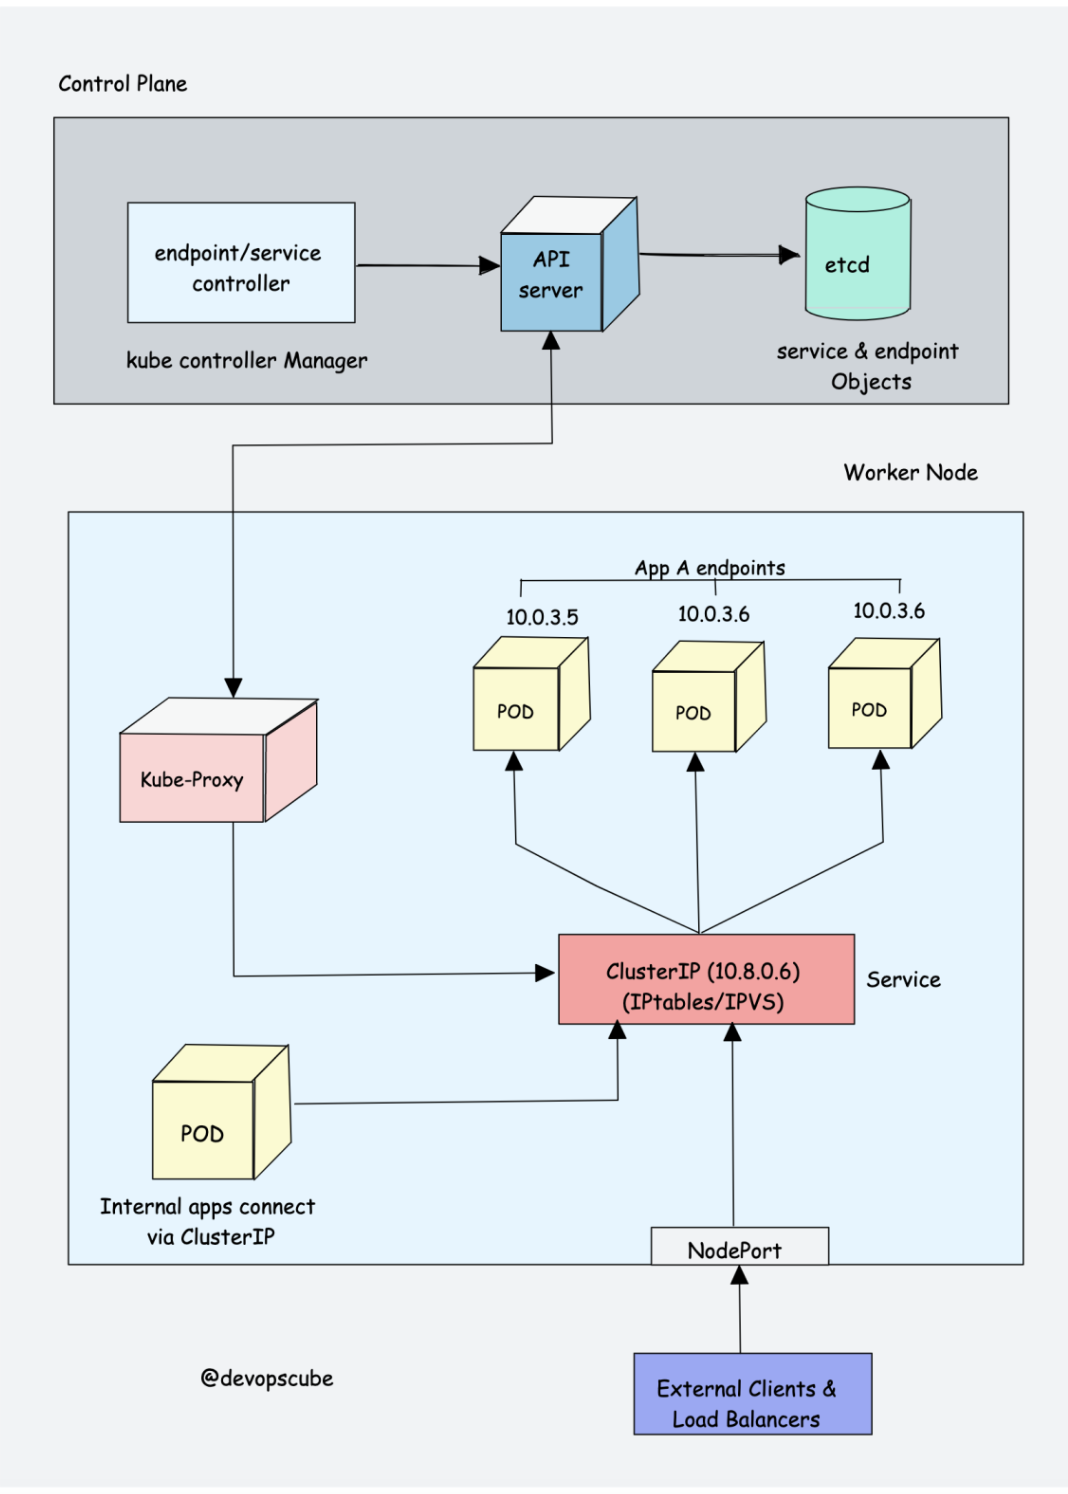 Control Plane
endpoint/service
controller
API
server
etcd
kube controller Manager
service & endpoint
Objects
Worker Node
App A endpoints
10.0.3.5
10.0.3.6
10.0.3.6
POD
POD
POD
Kube-Proxy
ClusterIP (10.8.0.6)
(IPtables/IPVS)
Service
POD
Internal apps connect
via ClusterIP
NodePort
@devopscube
External Clients &
Load Balancers